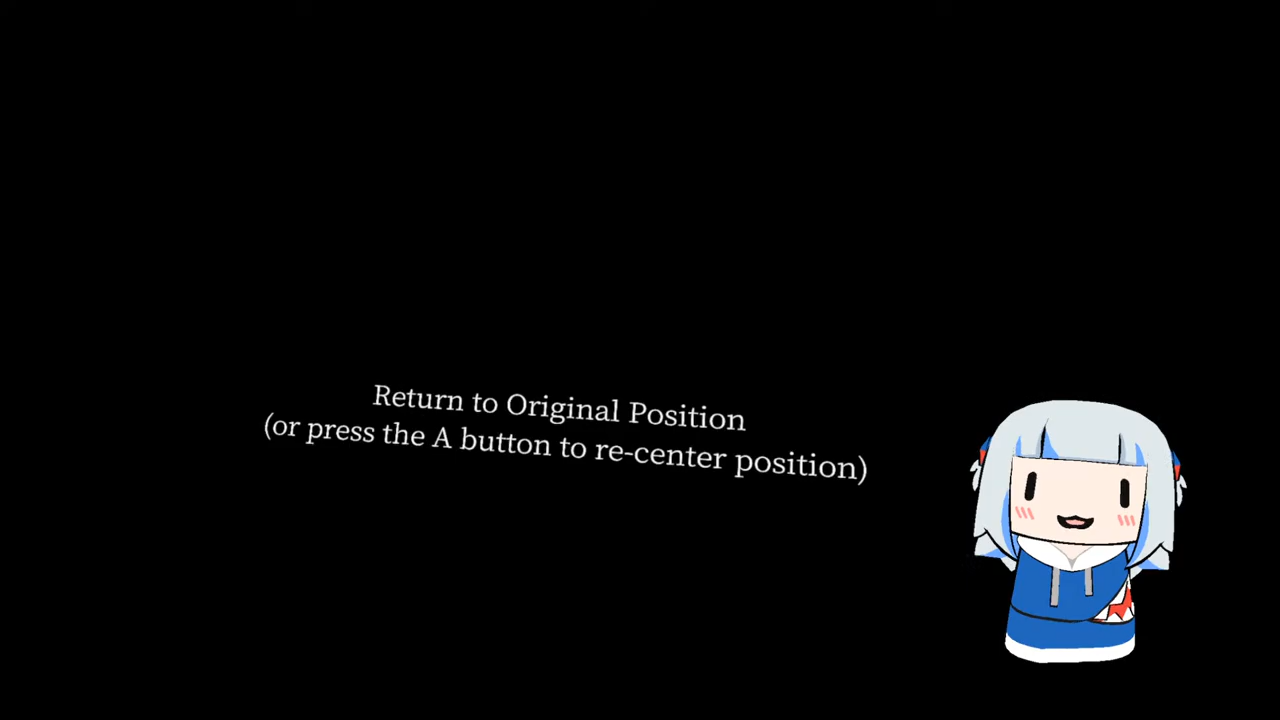 Return to Original Position
(or press the A button to re-center position)